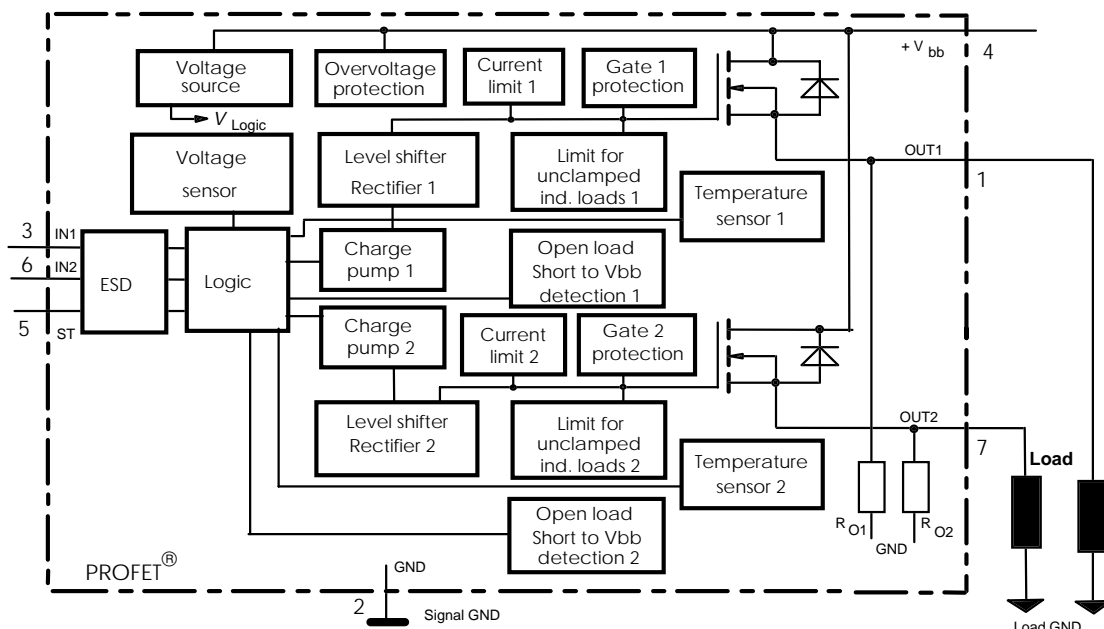 + V bb
4
Voltage
source
Overvoltage
protection
Current
limit 1
Gate 1
protection
V Logic
Voltage
sensor
Level shifter
Rectifier 1
Limit for
unclamped
ind. loads 1
OUT1
1
Temperature
sensor 1
3
IN1
6
IN2
5
ST
ESD
Logic
Charge
pump 1
Open load
Short to Vbb
detection 1
Charge
pump 2
Current
limit 2
Gate 2
protection
Level shifter
Rectifier 2
Limit for
unclamped
ind. loads 2
OUT2
7
Temperature
sensor 2
Load
R O1
R O2
GND
Open load
Short to Vbb
detection 2
PROFET®
GND
2
Signal GND
Load GND